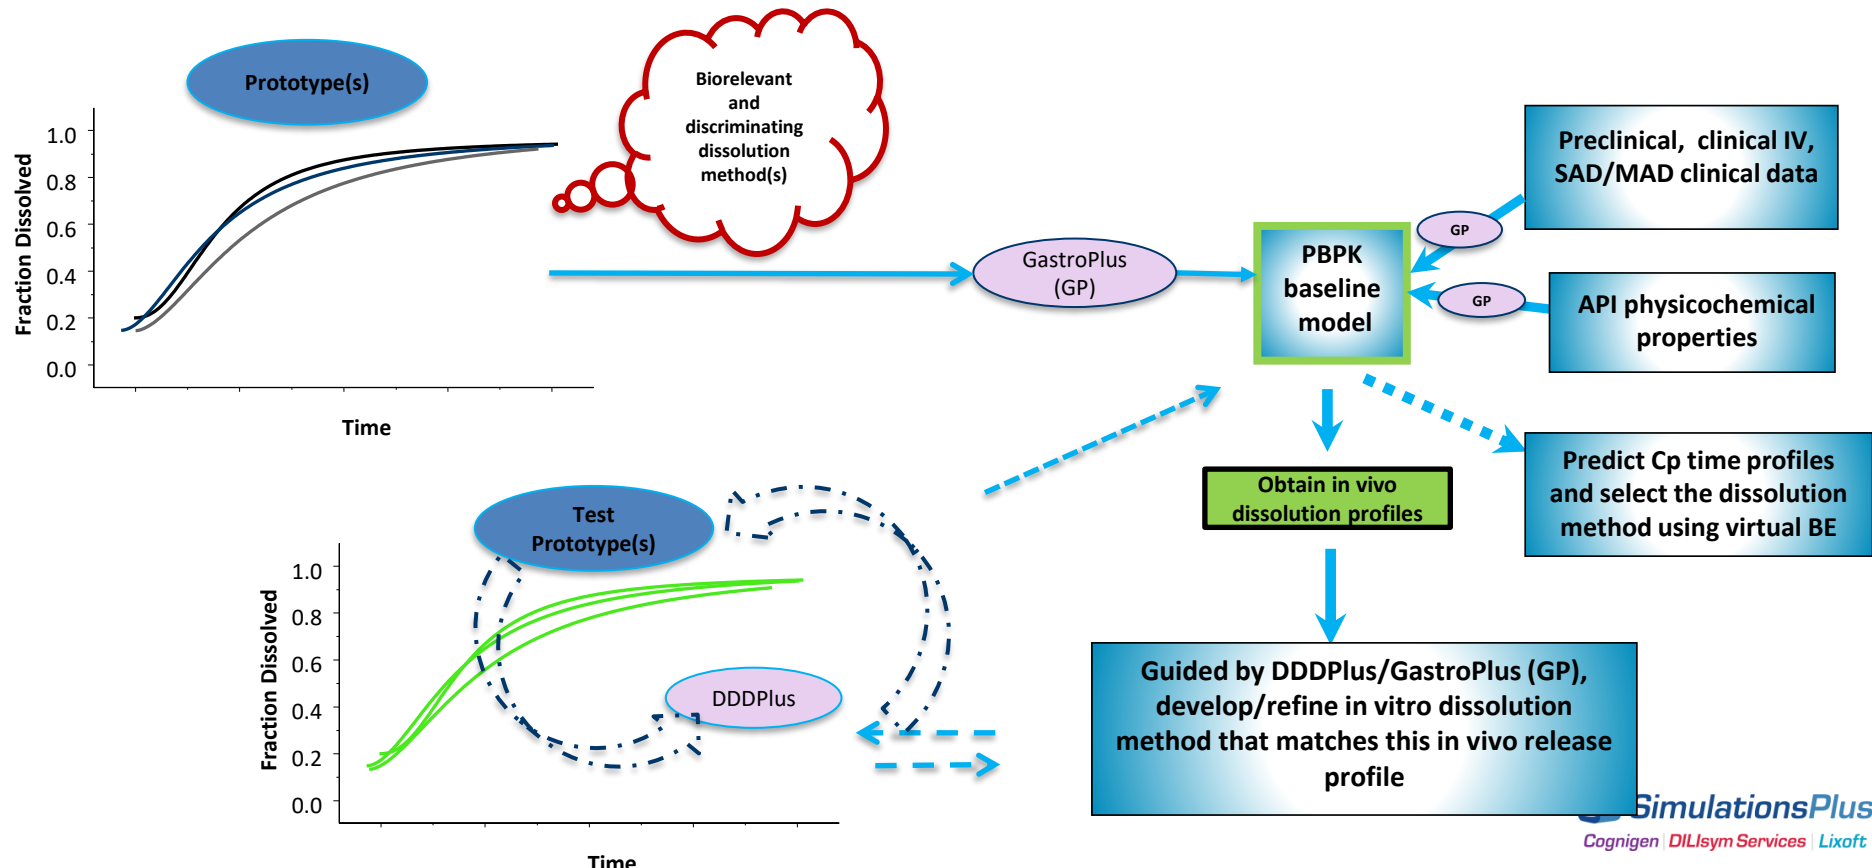 Prototype(s)
Biorelevant
and
discriminating
dissolution
method(s)
Fraction Dissolved
1.0
0.8
0.6
0.4
0.2
0.0
Time
GastroPlus
(GP)
PBPK
baseline
model
GP
GP
Preclinical, clinical IV,
SAD/MAD clinical data
API physicochemical
properties
Obtain in vivo
dissolution profiles
Predict Cp time profiles
and select the dissolution
method using virtual BE
Test
Prototype(s)
Fraction Dissolved
1.0
0.8
0.6
0.4
0.2
0.0
Time
DDDPlus
Guided by DDDPlus/GastroPlus (GP),
develop/refine in vitro dissolution
method that matches this in vivo release
profile
SimulationsPlus
Cognigen | DILIsym Services | Lixoft